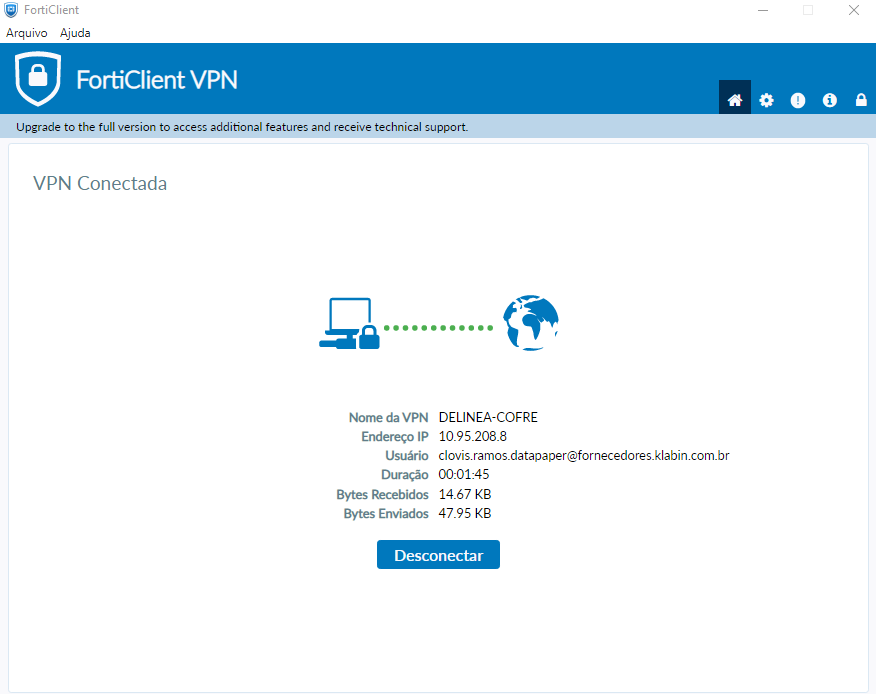 FortiClient
Arquivo Ajuda
FortiClient VPN
Upgrade to the full version to access additional features and receive technical support.
VPN Conectada
Nome da VPN DELINEA-COFRE
Endereço IP 10.95.208.8
Usuário clovis.ramos.datapaper@fornecedores.klabin.com.br
Duração 00:01:45
Bytes Recebidos 14.67 KB
Bytes Enviados 47.95 KB
Desconectar